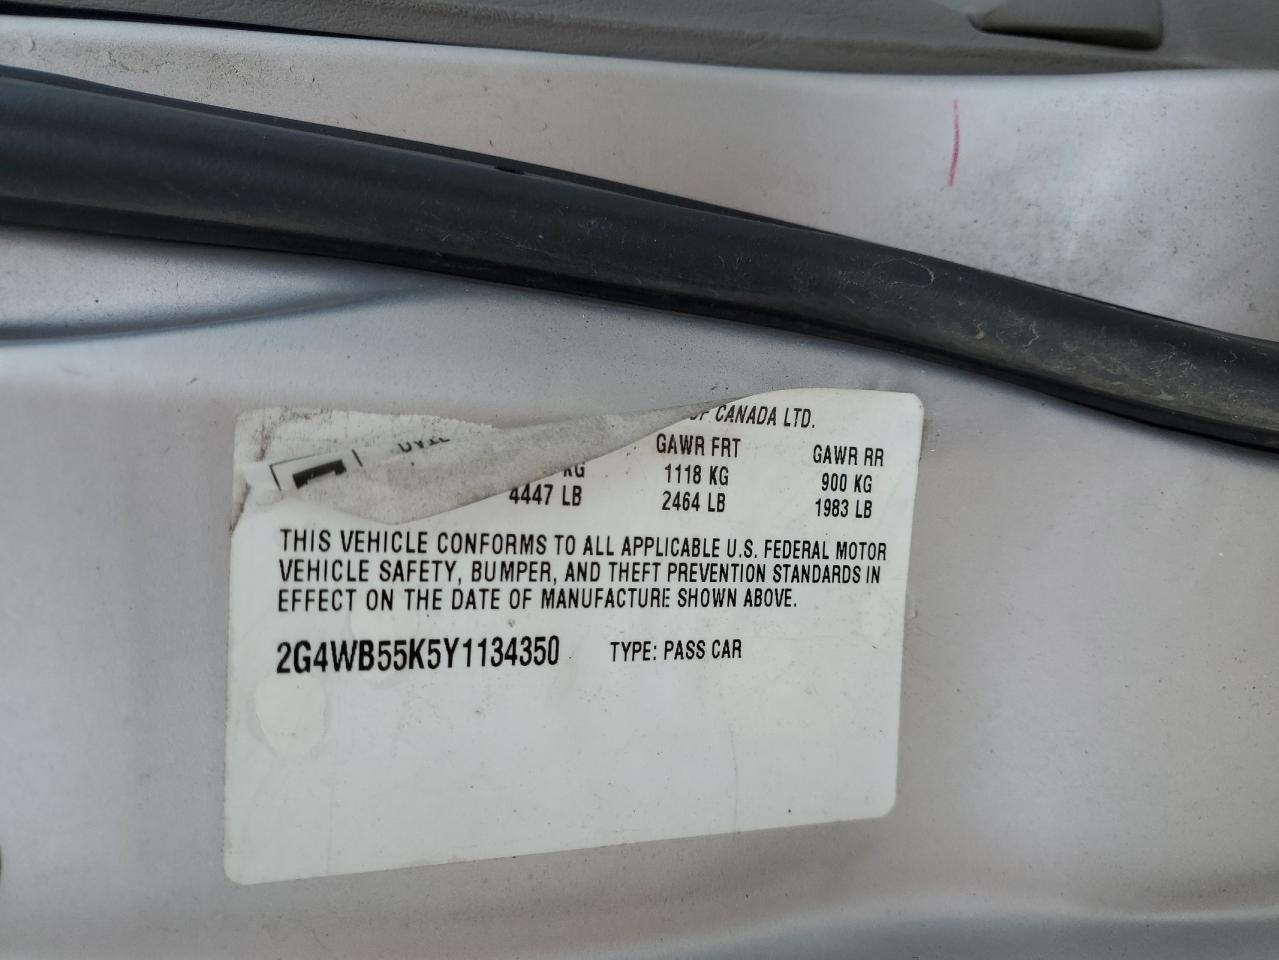 OF CANADA LTD.
GAWR FRT GAWR RR
KG 1118 KG 900 KG
4447 LB 2464 LB 1983 LB
THIS VEHICLE CONFORMS TO ALL APPLICABLE U.S. FEDERAL MOTOR
VEHICLE SAFETY, BUMPER, AND THEFT PREVENTION STANDARDS IN
EFFECT ON THE DATE OF MANUFACTURE SHOWN ABOVE.
2G4WB55K5Y1134350 TYPE: PASS CAR